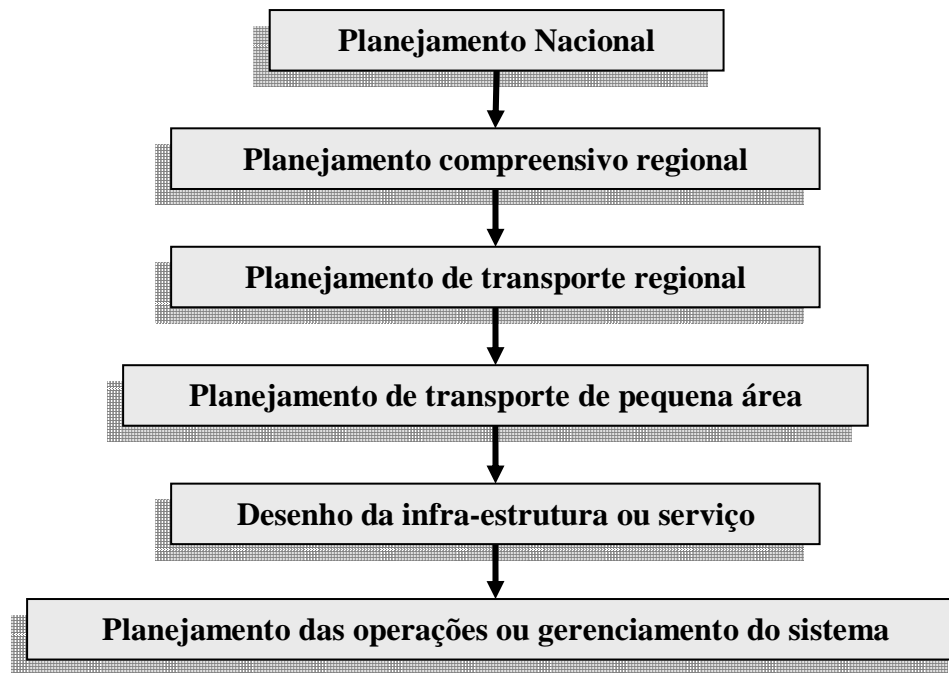 Planejamento Nacional
Planejamento compreensivo regional
Planejamento de transporte regional
Planejamento de transporte de pequena área
Desenho da infra-estrutura ou serviço
Planejamento das operações ou gerenciamento do sistema